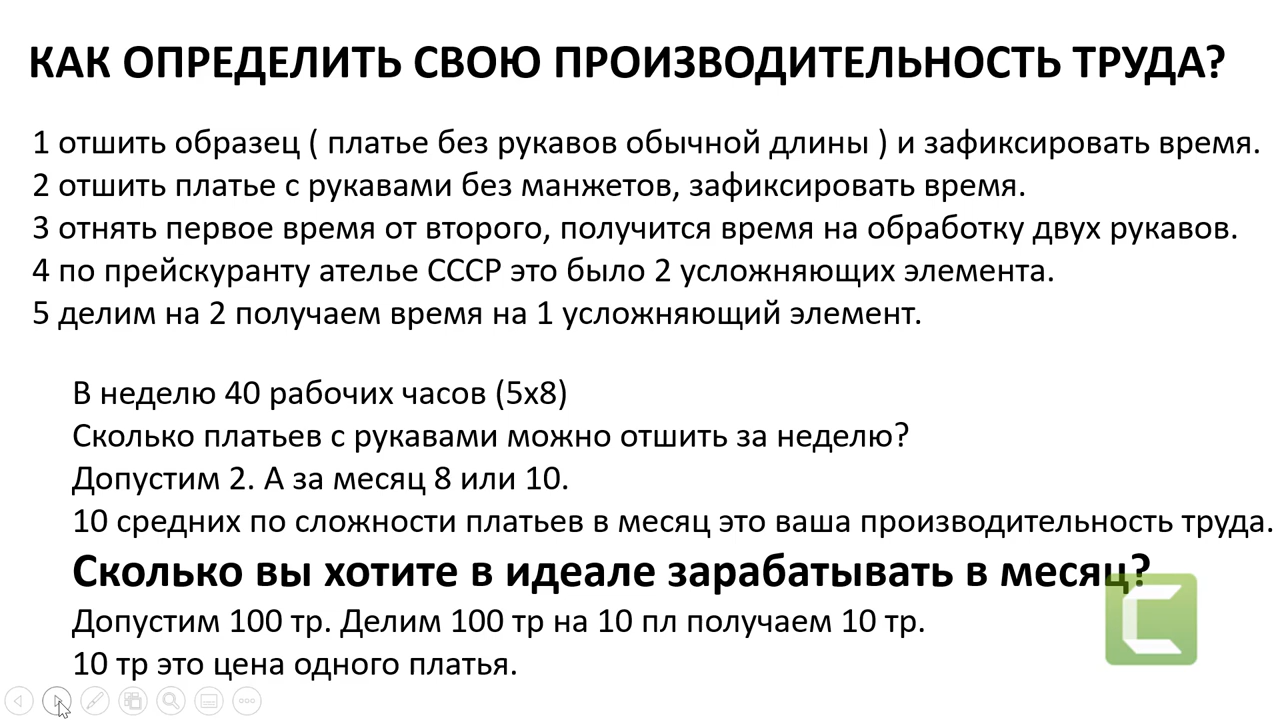 КАК ОПРЕДЕЛИТЬ СВОЮ ПРОИЗВОДИТЕЛЬНОСТЬ ТРУДА?
1 отшить образец ( платье без рукавов обычной длины ) и зафиксировать время.
2 отшить платье с рукавами без манжетов, зафиксировать время.
3 отнять первое время от второго, получится время на обработку двух рукавов.
4 по прейскуранту ателье СССР это было 2 усложняющих элемента.
5 делим на 2 получаем время на 1 усложняющий элемент.
В неделю 40 рабочих часов (5х8)
Сколько платьев с рукавами можно отшить за неделю?
Допустим 2. А за месяц 8 или 10.
10 средних по сложности платьев в месяц это ваша производительность труда.
Сколько вы хотите в идеале зарабатывать в месяц?
Допустим 100 тр. Делим 100 тр на 10 пл получаем 10 тр.
10 тр это цена одного платья.